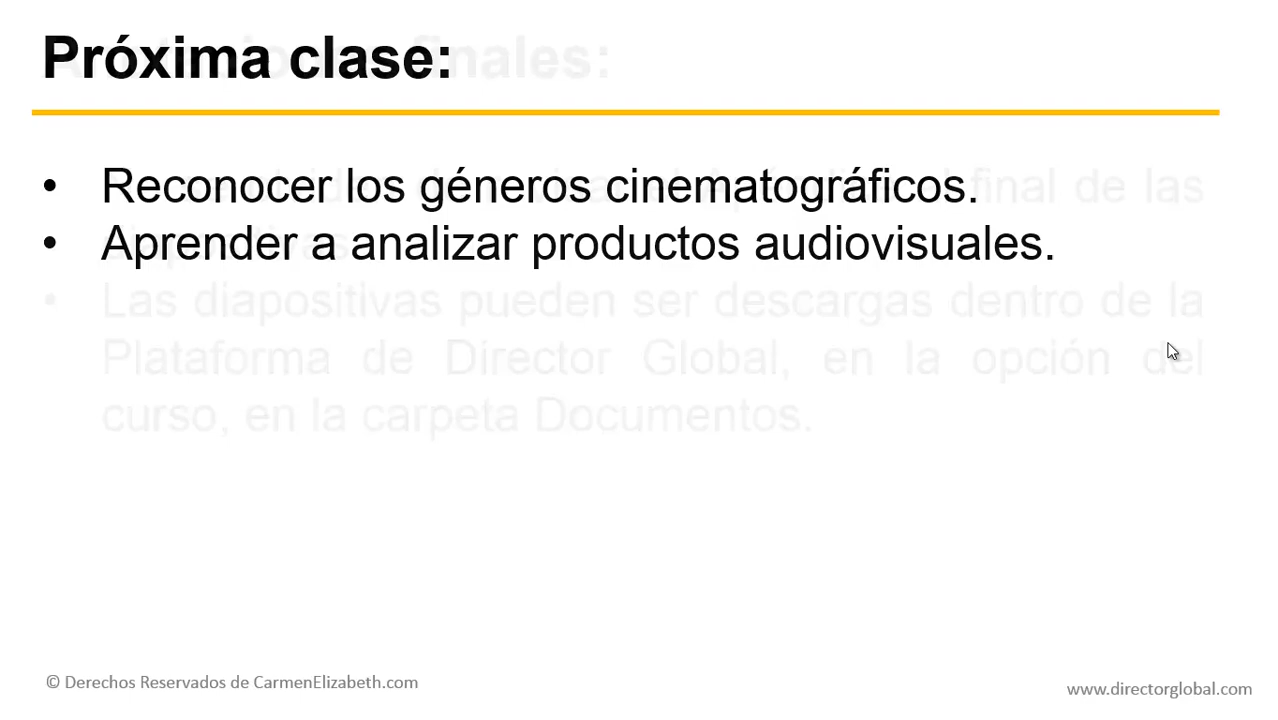 Próxima clase:
• Reconocer los géneros cinematográficos.
• Aprender a analizar productos audiovisuales.
• Las diapositivas pueden ser descargas dentro de la
Plataforma de Director Global, en la opción del
curso, en la carpeta Documentos.
© Derechos Reservados de CarmenElizabeth.com
www.directorglobal.com